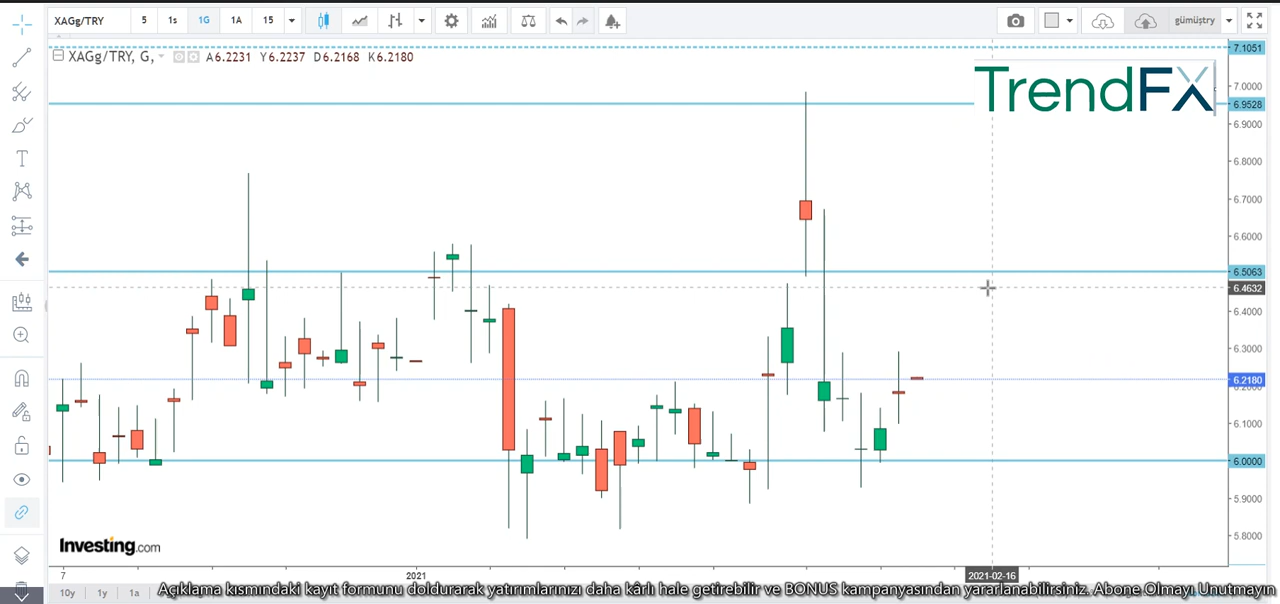 XAGg/TRY 5 1s 1G 1A 15 gümüştry
XAGg/TRY, G, A6.2231 Y6.2237 D6.2168 K6.2180
TrendFX
7.1051
7.0000
6.9528
6.9000
6.8000
6.7000
6.6000
6.5063
6.4632
6.4000
6.3000
6.2180
6.1000
6.0000
5.9000
5.8000
Investing.com
7 2021 2021-02-16
10y 1y 1a
Açıklama kısmındaki kayıt formunu doldurarak yatırımlarınızı daha kârlı hale getirebilir ve BONUS kampanyasından yararlanabilirsiniz. Abone Olmayı Unutmayın